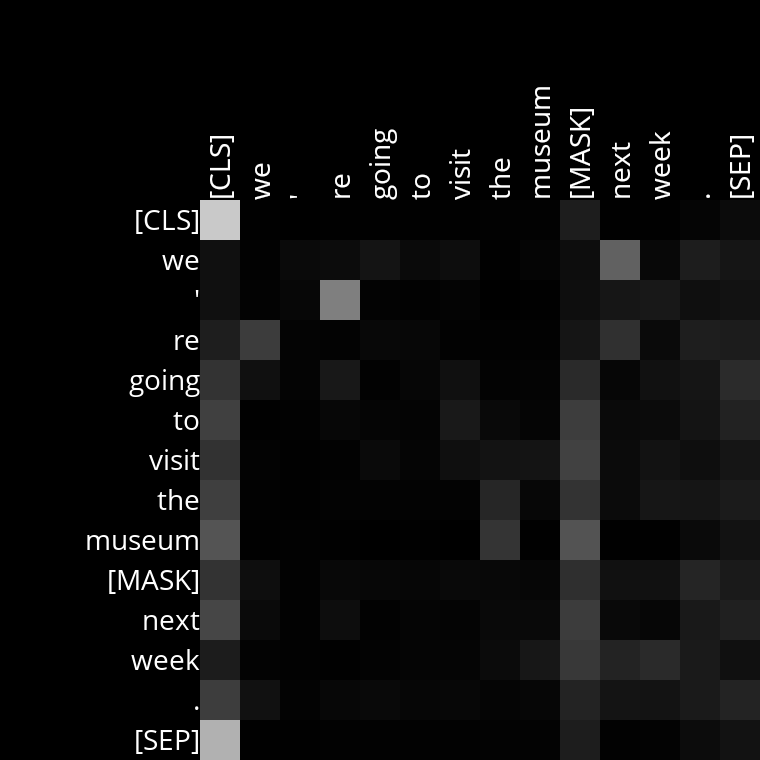 [CLS] we ' re going to visit the museum [MASK] next week . [SEP]
[CLS]
we
'
re
going
to
visit
the
museum
[MASK]
next
week
.
[SEP]